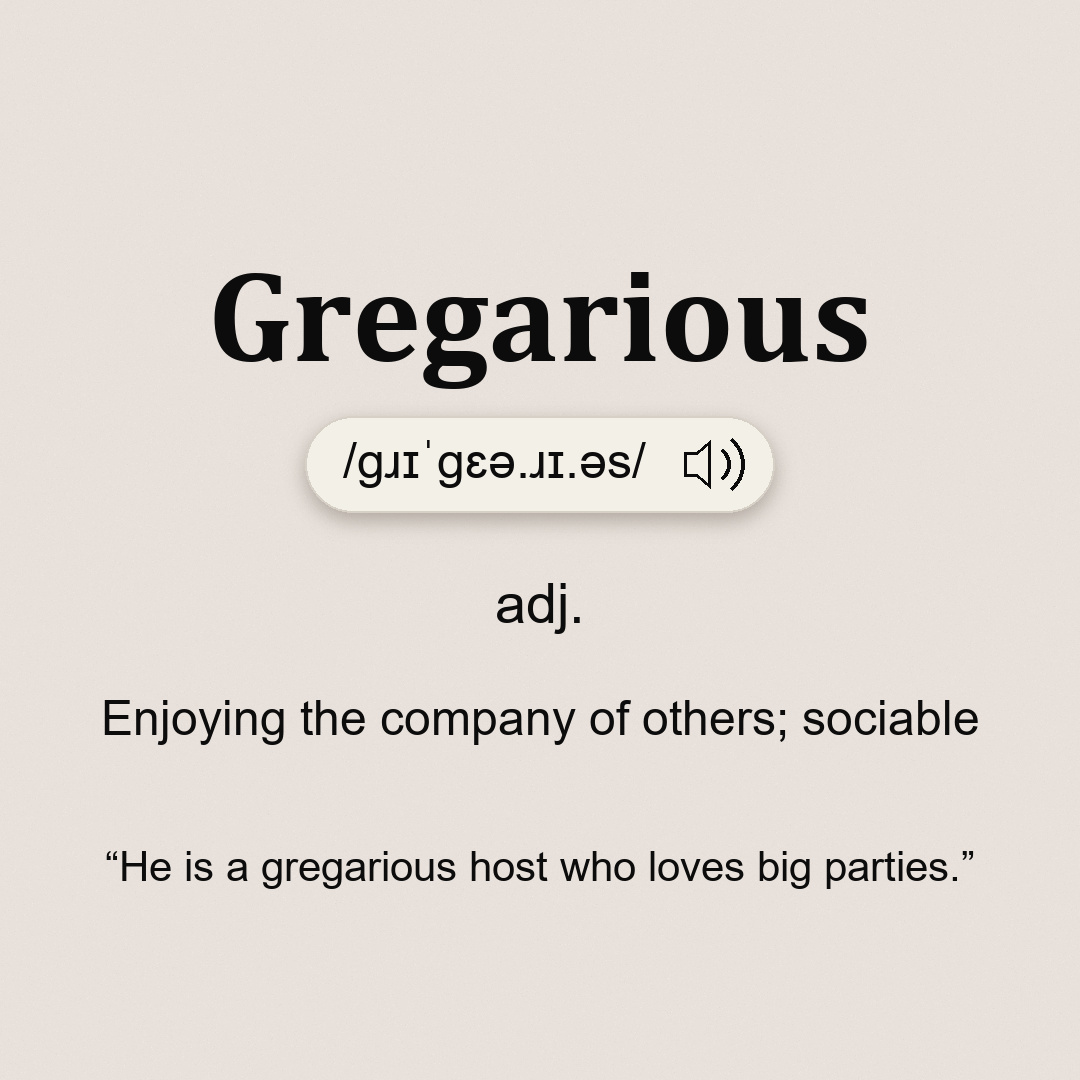 Gregarious
/ɡɹɪˈɡɛə.ɹɪ.əs/
adj.
Enjoying the company of others; sociable
“He is a gregarious host who loves big parties.”